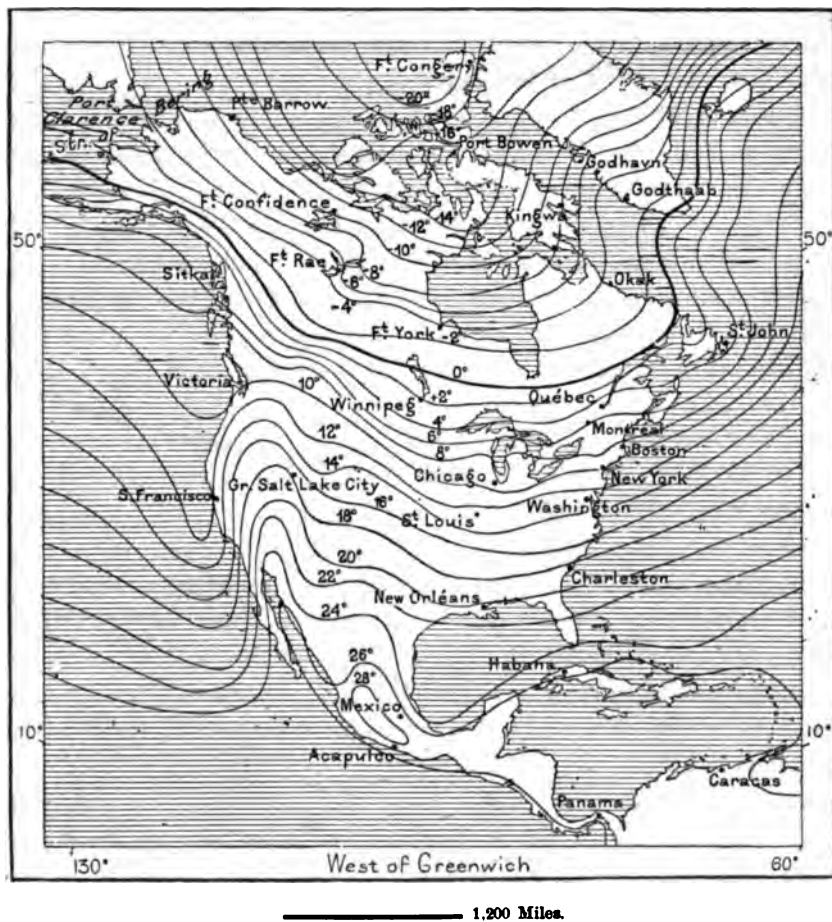 Ft. Conger
-20°
-18°
-16°
Port Clarence
Str. of Bering
Pte Barrow
Port Bowen
Godhavn
Godthaab
Ft. Confidence
-14°
-12°
Kingwa
-10°
50°
50°
Ft. Rae
-8°
-6°
-4°
Sitka
Okak
Ft. York
-2°
St. John
0°
Victoria
10°
+2°
Winnipeg
Québec
4°
6°
12°
8°
Montréal
Boston
14°
Chicago
New York
S. Francisco
Gr. Salt Lake City
16°
Washington
St. Louis
18°
20°
22°
Charleston
New Orléans
24°
26°
Habana
28°
Mexico
10°
10°
Acapulco
Caracas
Panama
130°
West of Greenwich
60°
1,200 Miles.